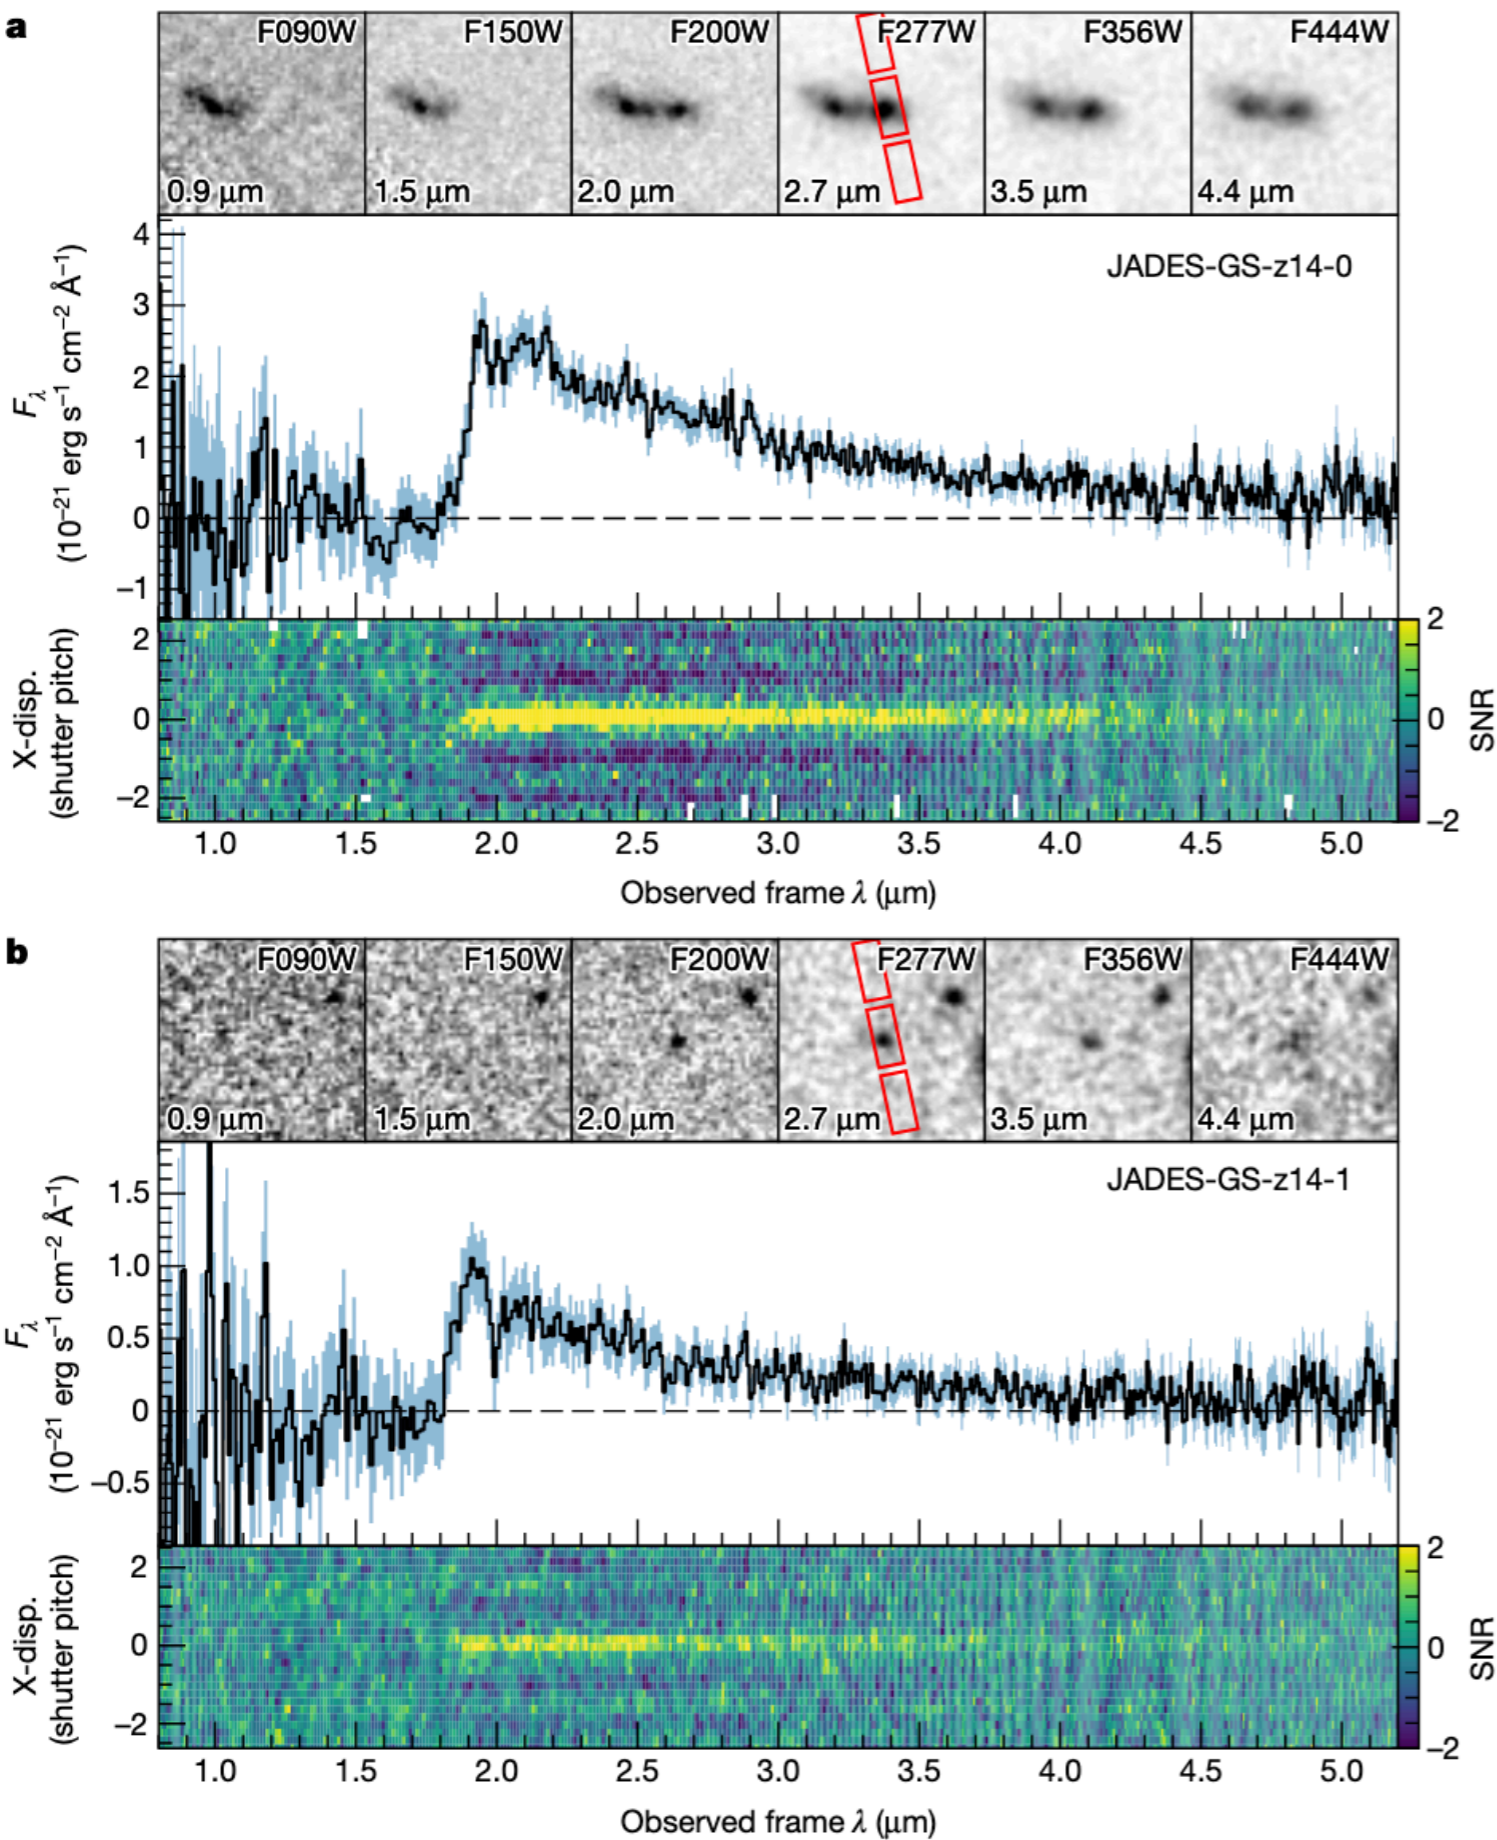 a
F090W F150W F200W F277W F356W F444W
0.9 μm 1.5 μm 2.0 μm 2.7 μm 3.5 μm 4.4 μm
JADES-GS-z14-0
4
3
2
1
0
−1
Fλ
(10−21 erg s−1 cm−2 Å−1)
2
0
−2
X-disp.
(shutter pitch)
2
0
−2
SNR
1.0 1.5 2.0 2.5 3.0 3.5 4.0 4.5 5.0
Observed frame λ (μm)
b
F090W F150W F200W F277W F356W F444W
0.9 μm 1.5 μm 2.0 μm 2.7 μm 3.5 μm 4.4 μm
JADES-GS-z14-1
1.5
1.0
0.5
0
−0.5
Fλ
(10−21 erg s−1 cm−2 Å−1)
2
0
−2
X-disp.
(shutter pitch)
2
0
−2
SNR
1.0 1.5 2.0 2.5 3.0 3.5 4.0 4.5 5.0
Observed frame λ (μm)